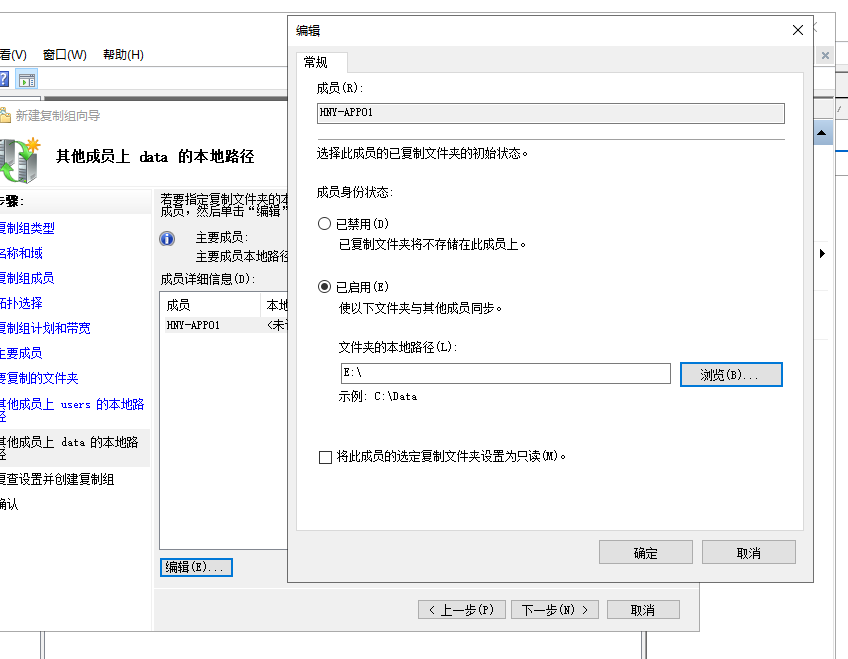 看(V) 窗口(W) 帮助(H)
新建复制组向导
其他成员上 data 的本地路径
步骤:
复制组类型
名称和域
复制组成员
拓扑选择
复制组计划和带宽
主要成员
要复制的文件夹
其他成员上 users 的本地路
径
其他成员上 data 的本地路
径
复查设置并创建复制组
确认
若要指定复制文件夹的本
成员，然后单击“编辑”
主要成员:
主要成员本地路径
成员详细信息(D):
成员 本地
HNY-APP01 <未
编辑(E)...
< 上一步(P) 下一步(N) > 取消
编辑
常规
成员(R):
HNY-APP01
选择此成员的已复制文件夹的初始状态。
成员身份状态:
已禁用(D)
已复制文件夹将不存储在此成员上。
已启用(E)
使以下文件夹与其他成员同步。
文件夹的本地路径(L):
E:\ 浏览(B)...
示例: C:\Data
将此成员的选定复制文件夹设置为只读(M)。
确定 取消